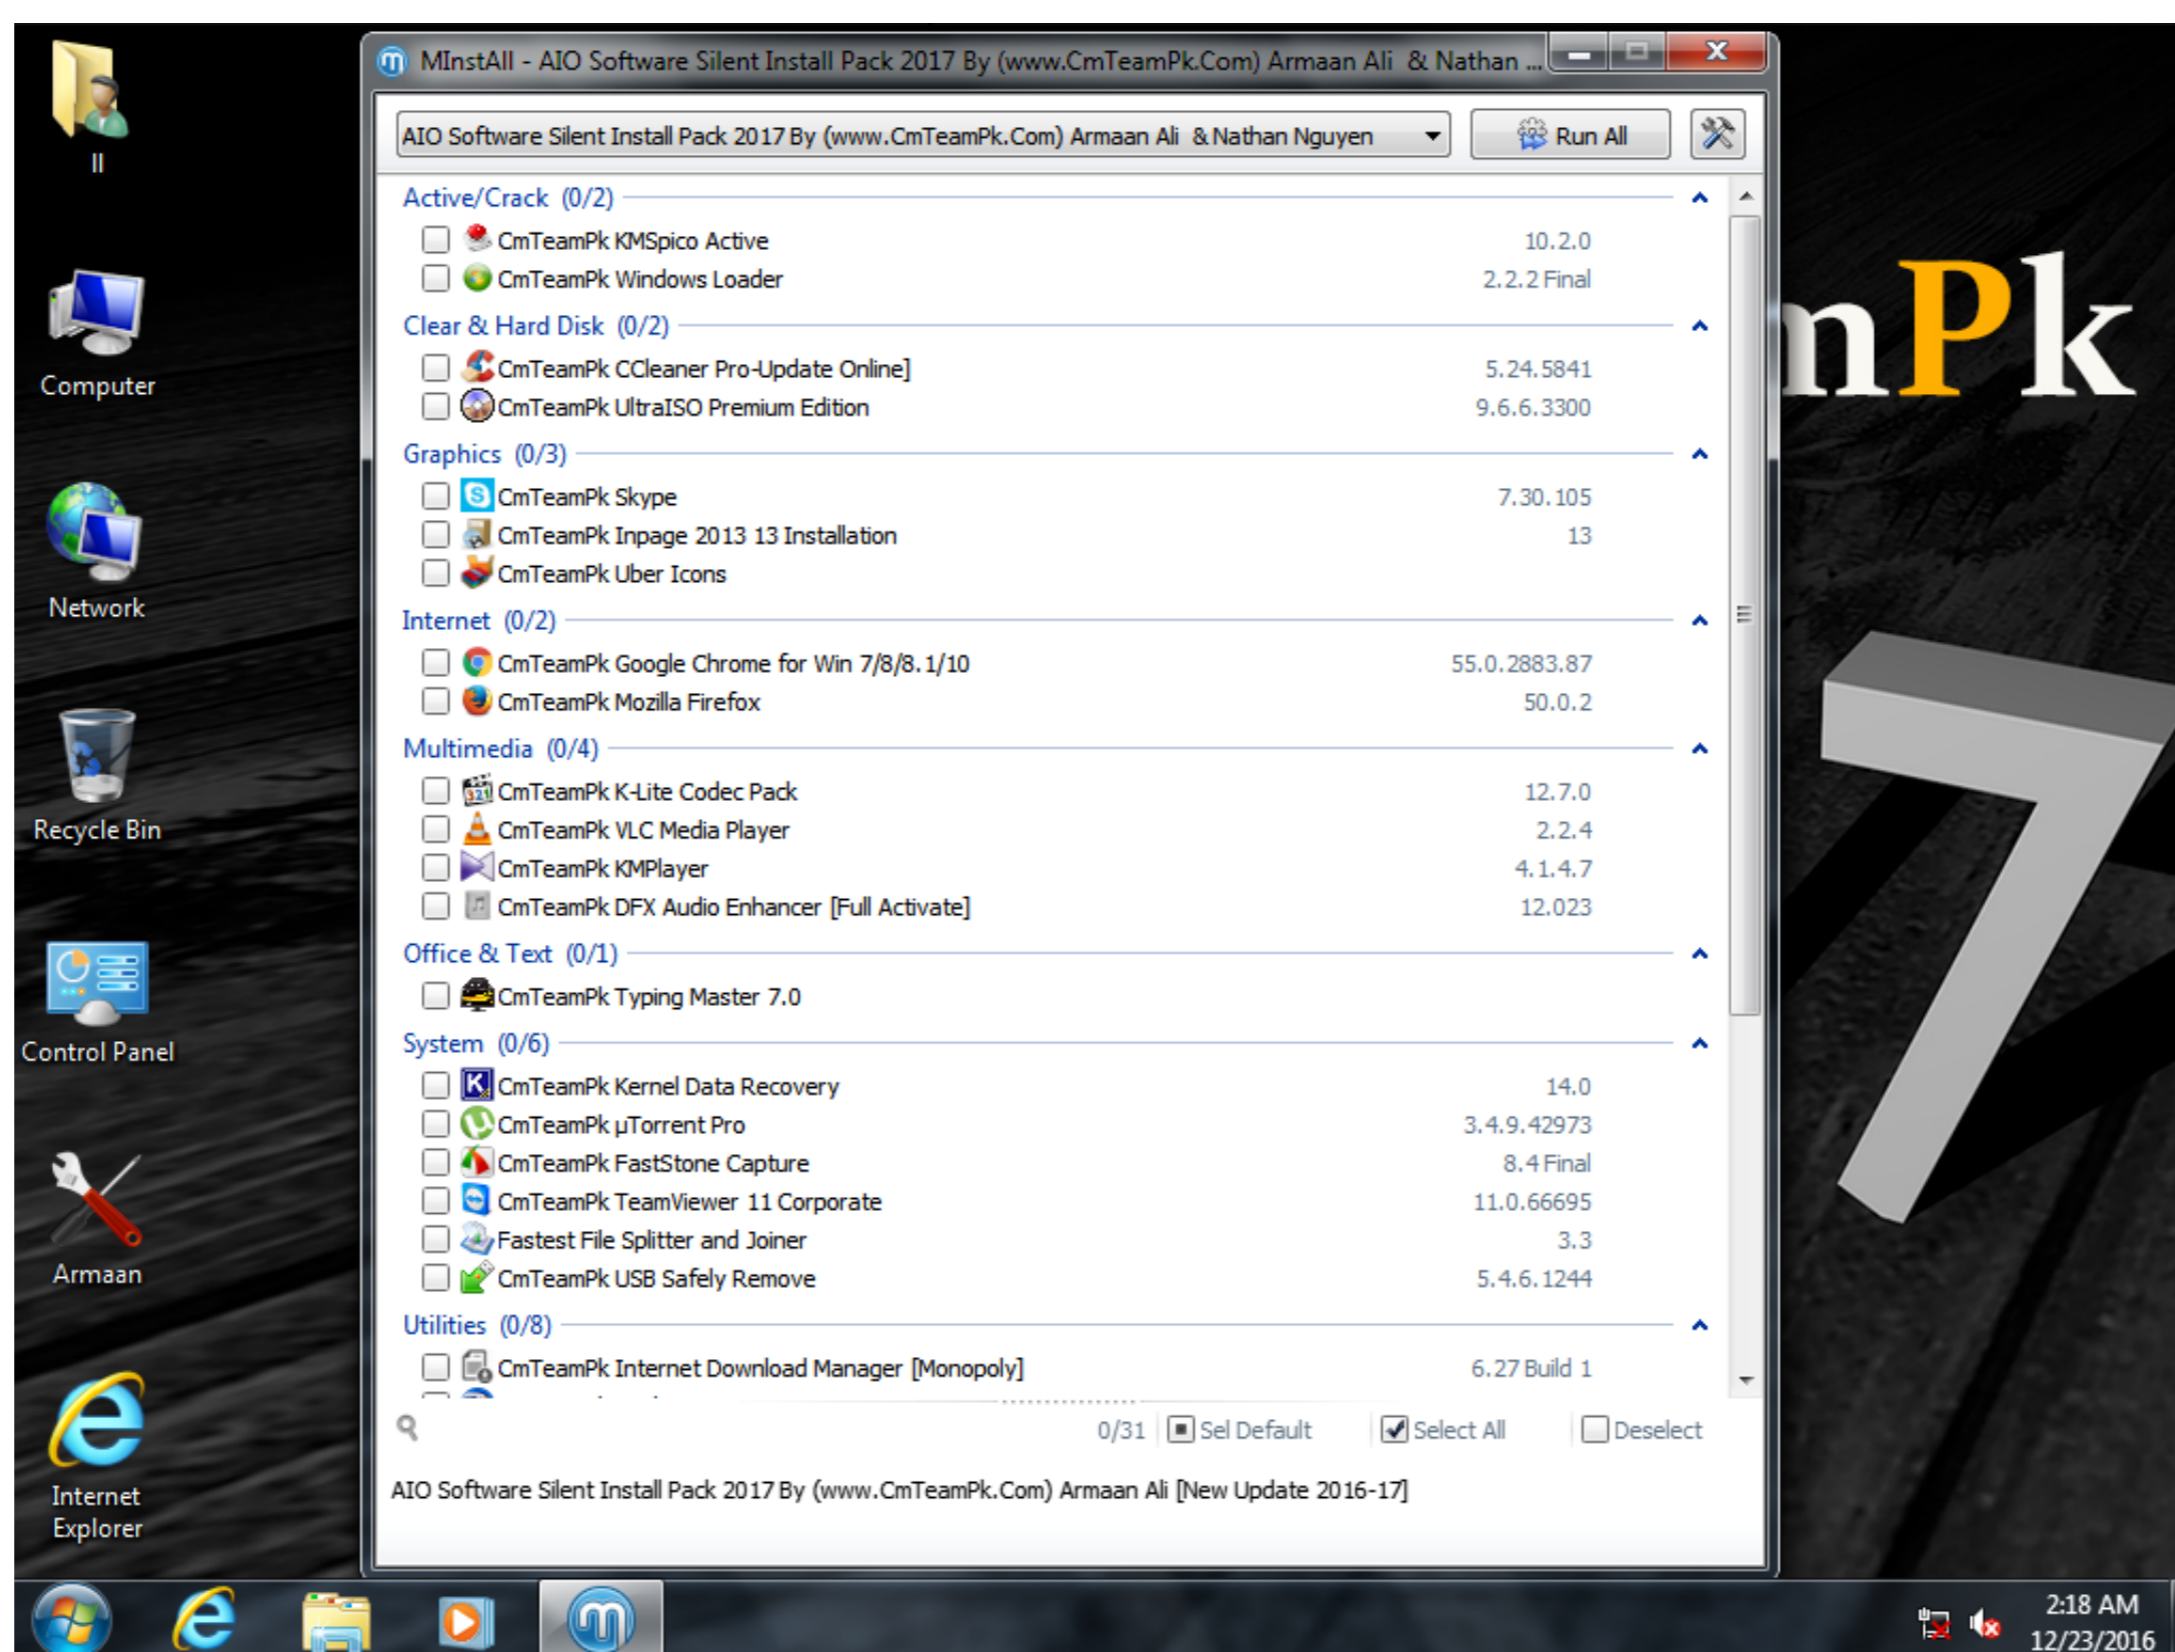 MInstAll - AIO Software Silent Install Pack 2017 By (www.CmTeamPk.Com) Armaan Ali & Nathan ...
AIO Software Silent Install Pack 2017 By (www.CmTeamPk.Com) Armaan Ali & Nathan Nguyen
Run All
Active/Crack (0/2)
CmTeamPk KMSpico Active 10.2.0
CmTeamPk Windows Loader 2.2.2 Final
Clear & Hard Disk (0/2)
CmTeamPk CCleaner Pro-Update Online] 5.24.5841
CmTeamPk UltraISO Premium Edition 9.6.6.3300
Graphics (0/3)
CmTeamPk Skype 7.30.105
CmTeamPk Inpage 2013 13 Installation 13
CmTeamPk Uber Icons
Internet (0/2)
CmTeamPk Google Chrome for Win 7/8/8.1/10 55.0.2883.87
CmTeamPk Mozilla Firefox 50.0.2
Multimedia (0/4)
CmTeamPk K-Lite Codec Pack 12.7.0
CmTeamPk VLC Media Player 2.2.4
CmTeamPk KMPlayer 4.1.4.7
CmTeamPk DFX Audio Enhancer [Full Activate] 12.023
Office & Text (0/1)
CmTeamPk Typing Master 7.0
System (0/6)
CmTeamPk Kernel Data Recovery 14.0
CmTeamPk µTorrent Pro 3.4.9.42973
CmTeamPk FastStone Capture 8.4 Final
CmTeamPk TeamViewer 11 Corporate 11.0.66695
Fastest File Splitter and Joiner 3.3
CmTeamPk USB Safely Remove 5.4.6.1244
Utilities (0/8)
CmTeamPk Internet Download Manager [Monopoly] 6.27 Build 1
0/31 Sel Default Select All Deselect
AIO Software Silent Install Pack 2017 By (www.CmTeamPk.Com) Armaan Ali [New Update 2016-17]
II
Computer
Network
Recycle Bin
Control Panel
Armaan
Internet
Explorer
mPk
7
2:18 AM
12/23/2016